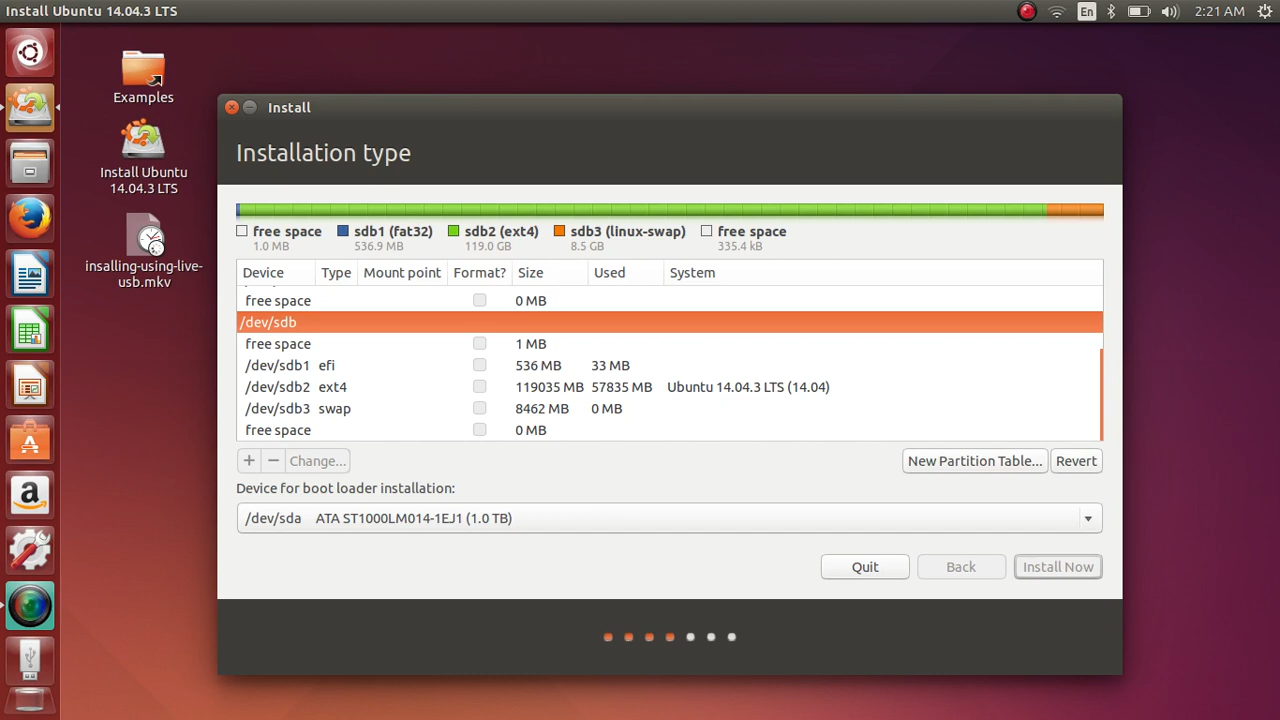 Install Ubuntu 14.04.3 LTS
En
2:21 AM
Examples
Install Ubuntu
14.04.3 LTS
insalling-using-live-
usb.mkv
Install
Installation type
free space
1.0 MB
sdb1 (fat32)
536.9 MB
sdb2 (ext4)
119.0 GB
sdb3 (linux-swap)
8.5 GB
free space
335.4 kB
Device Type Mount point Format? Size Used System
free space 0 MB
/dev/sdb
free space 1 MB
/dev/sdb1 efi 536 MB 33 MB
/dev/sdb2 ext4 119035 MB 57835 MB Ubuntu 14.04.3 LTS (14.04)
/dev/sdb3 swap 8462 MB 0 MB
free space 0 MB
+ − Change... New Partition Table... Revert
Device for boot loader installation:
/dev/sda ATA ST1000LM014-1EJ1 (1.0 TB)
Quit Back Install Now